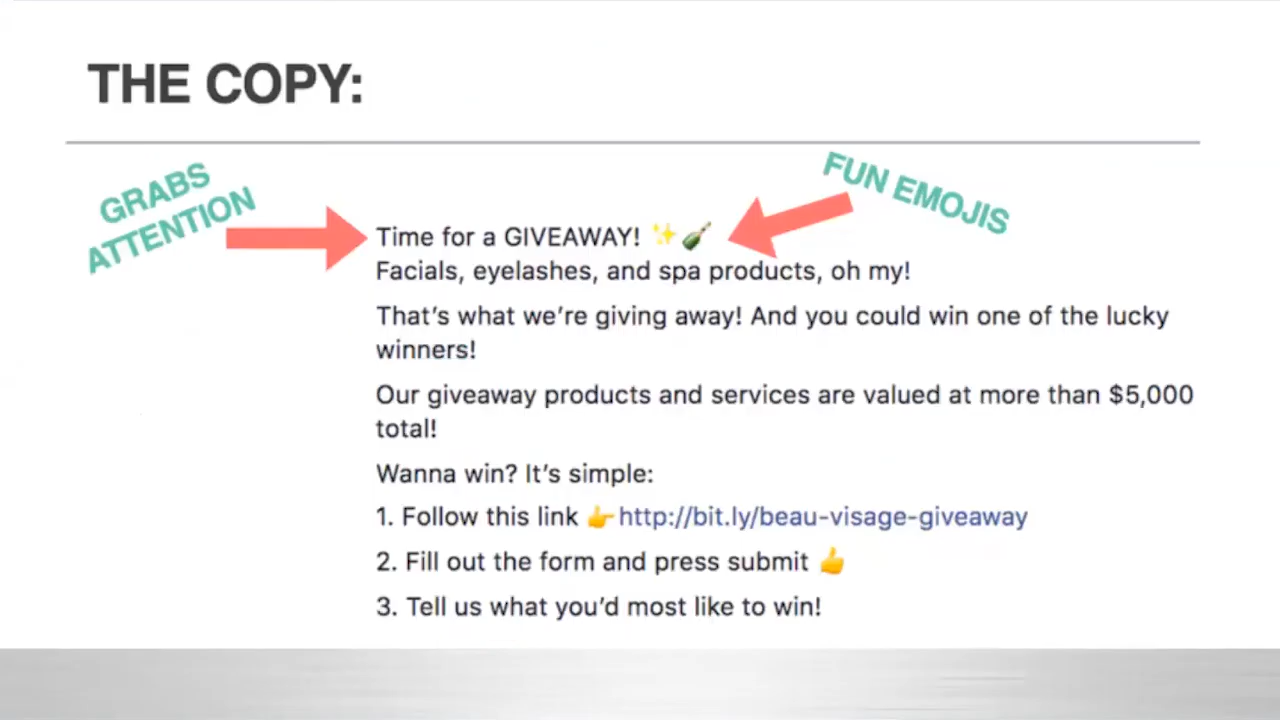 THE COPY:
GRABS
ATTENTION
FUN EMOJIS
Time for a GIVEAWAY! ✨🍾
Facials, eyelashes, and spa products, oh my!
That’s what we’re giving away! And you could win one of the lucky
winners!
Our giveaway products and services are valued at more than $5,000
total!
Wanna win? It’s simple:
1. Follow this link 👉http://bit.ly/beau-visage-giveaway
2. Fill out the form and press submit 👍
3. Tell us what you’d most like to win!